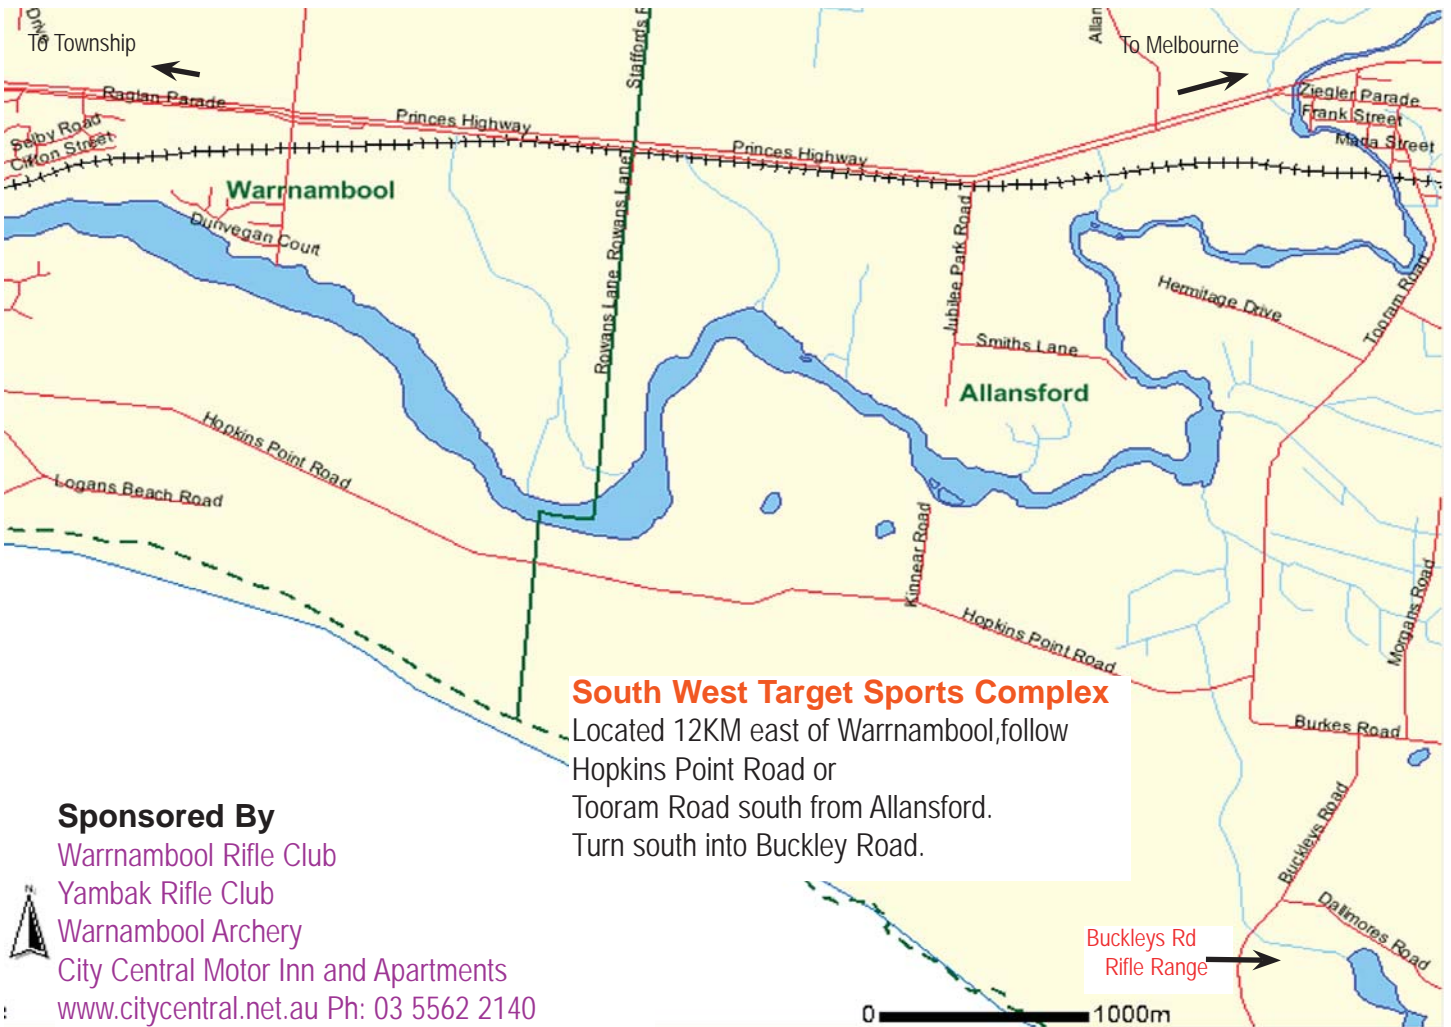 Drive
To Township
Staffords R
Allan
To Melbourne
Raglan Parade
Ziegler Parade
Princes Highway
Frank Street
Selby Road
Maria Street
Clifton Street
Princes Highway
Warrnambool
Dunvegan Court
Rowans Lane Rowans Lane
Jubilee Park Road
Hermitage Drive
Tooram Road
Smiths Lane
Allansford
Hopkins Point Road
Logans Beach Road
Kinnear Road
Hopkins Point Road
Morgans Road
South West Target Sports Complex
Located 12KM east of Warrnambool,follow
Hopkins Point Road or
Tooram Road south from Allansford.
Turn south into Buckley Road.
Burkes Road
Buckleys Road
Dallimores Road
Sponsored By
Warrnambool Rifle Club
Yambak Rifle Club
Warnambool Archery
City Central Motor Inn and Apartments
www.citycentral.net.au Ph: 03 5562 2140
N
Buckleys Rd
Rifle Range
0 1000m